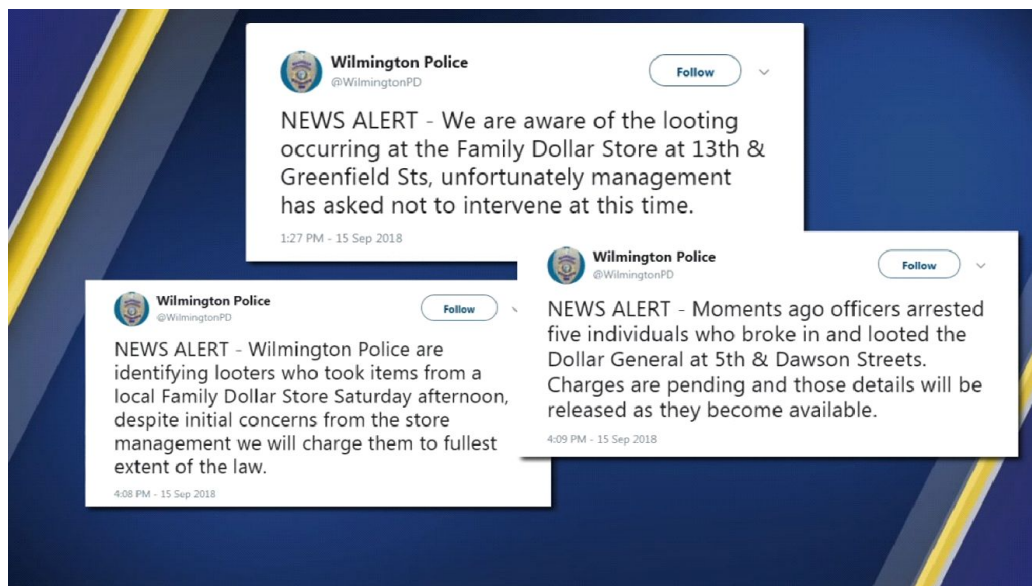 Wilmington Police
@WilmingtonPD
Follow
NEWS ALERT - We are aware of the looting
occurring at the Family Dollar Store at 13th &
Greenfield Sts, unfortunately management
has asked not to intervene at this time.
1:27 PM - 15 Sep 2018
Wilmington Police
@WilmingtonPD
Follow
NEWS ALERT - Wilmington Police are
identifying looters who took items from a
local Family Dollar Store Saturday afternoon,
despite initial concerns from the store
management we will charge them to fullest
extent of the law.
4:08 PM - 15 Sep 2018
Wilmington Police
@WilmingtonPD
Follow
NEWS ALERT - Moments ago officers arrested
five individuals who broke in and looted the
Dollar General at 5th & Dawson Streets.
Charges are pending and those details will be
released as they become available.
4:09 PM - 15 Sep 2018